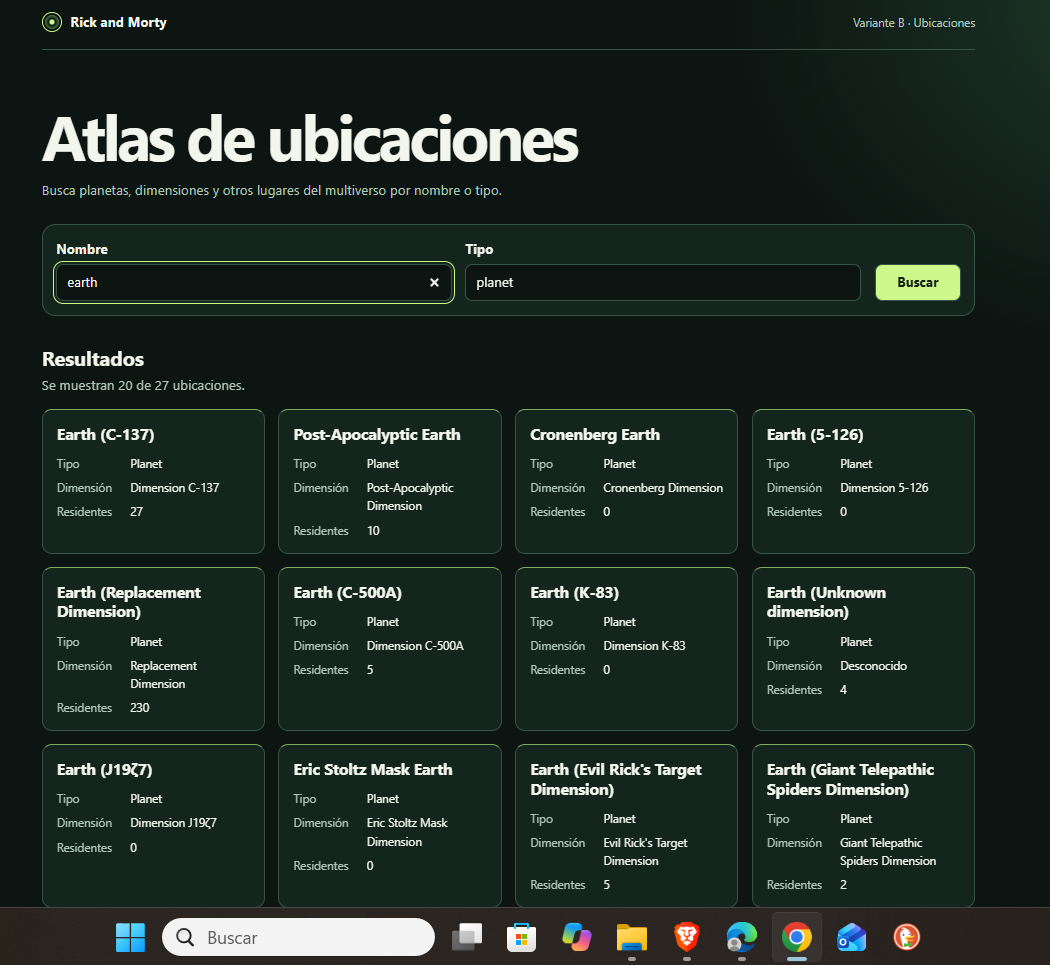 Rick and Morty
Variante B · Ubicaciones
Atlas de ubicaciones
Busca planetas, dimensiones y otros lugares del multiverso por nombre o tipo.
Nombre
Tipo
earth
planet
Buscar
Resultados
Se muestran 20 de 27 ubicaciones.
Earth (C-137)
Tipo Planet
Dimensión Dimension C-137
Residentes 27
Post-Apocalyptic Earth
Tipo Planet
Dimensión Post-Apocalyptic
Dimension
Residentes 10
Cronenberg Earth
Tipo Planet
Dimensión Cronenberg Dimension
Residentes 0
Earth (5-126)
Tipo Planet
Dimensión Dimension 5-126
Residentes 0
Earth (Replacement
Dimension)
Tipo Planet
Dimensión Replacement
Dimension
Residentes 230
Earth (C-500A)
Tipo Planet
Dimensión Dimension C-500A
Residentes 5
Earth (K-83)
Tipo Planet
Dimensión Dimension K-83
Residentes 0
Earth (Unknown
dimension)
Tipo Planet
Dimensión Desconocido
Residentes 4
Earth (J19ζ7)
Tipo Planet
Dimensión Dimension J19ζ7
Residentes 0
Eric Stoltz Mask Earth
Tipo Planet
Dimensión Eric Stoltz Mask
Dimension
Residentes 0
Earth (Evil Rick's Target
Dimension)
Tipo Planet
Dimensión Evil Rick's Target
Dimension
Residentes 5
Earth (Giant Telepathic
Spiders Dimension)
Tipo Planet
Dimensión Giant Telepathic
Spiders Dimension
Residentes 2
Buscar